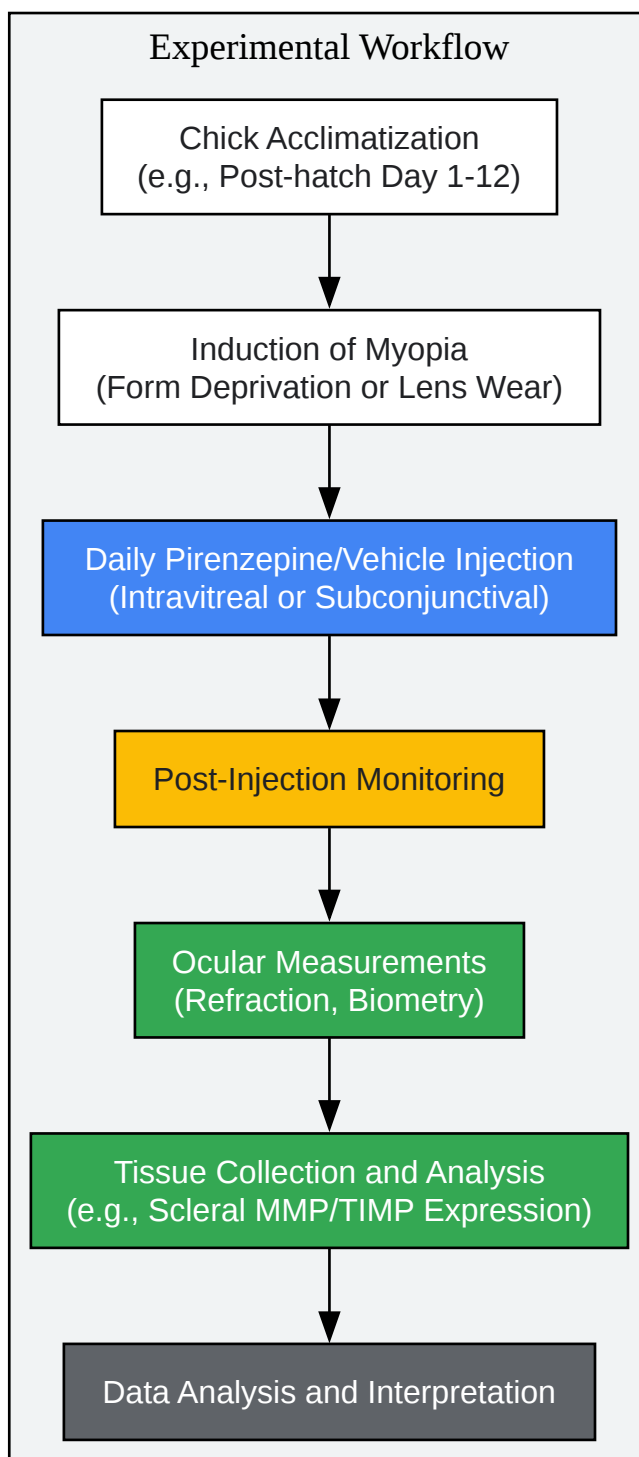 Experimental Workflow
Chick Acclimatization
(e.g., Post-hatch Day 1-12)
Induction of Myopia
(Form Deprivation or Lens Wear)
Daily Pirenzepine/Vehicle Injection
(Intravitreal or Subconjunctival)
Post-Injection Monitoring
Ocular Measurements
(Refraction, Biometry)
Tissue Collection and Analysis
(e.g., Scleral MMP/TIMP Expression)
Data Analysis and Interpretation